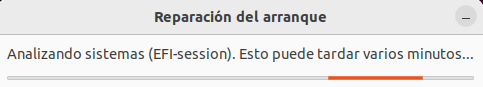 Reparación del arranque
Analizando sistemas (EFI-session). Esto puede tardar varios minutos...